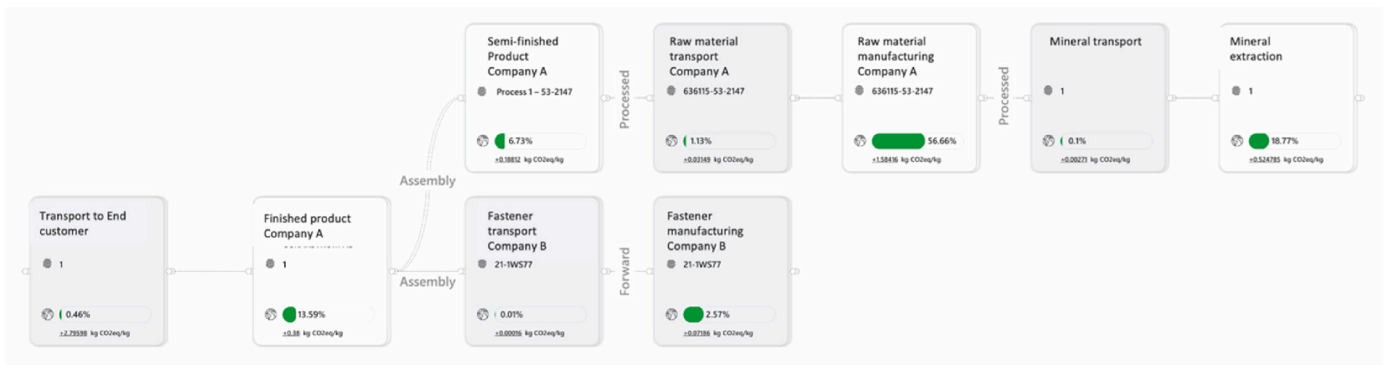 Semi-finished
Product
Company A
Process 1 – 53-2147
6.73%
+0.18812 kg CO2eq/kg
Processed
Raw material
transport
Company A
636115-53-2147
1.13%
+0.03149 kg CO2eq/kg
Raw material
manufacturing
Company A
636115-53-2147
56.66%
+1.58416 kg CO2eq/kg
Processed
Mineral transport
1
0.1%
+0.00271 kg CO2eq/kg
Mineral
extraction
1
18.77%
+0.524785 kg CO2eq/kg
Assembly
Transport to End
customer
1
0.46%
+2.79598 kg CO2eq/kg
Finished product
Company A
1
13.59%
+0.38 kg CO2eq/kg
Assembly
Fastener
transport
Company B
21-1WS77
0.01%
+0.00016 kg CO2eq/kg
Forward
Fastener
manufacturing
Company B
21-1WS77
2.57%
+0.07186 kg CO2eq/kg